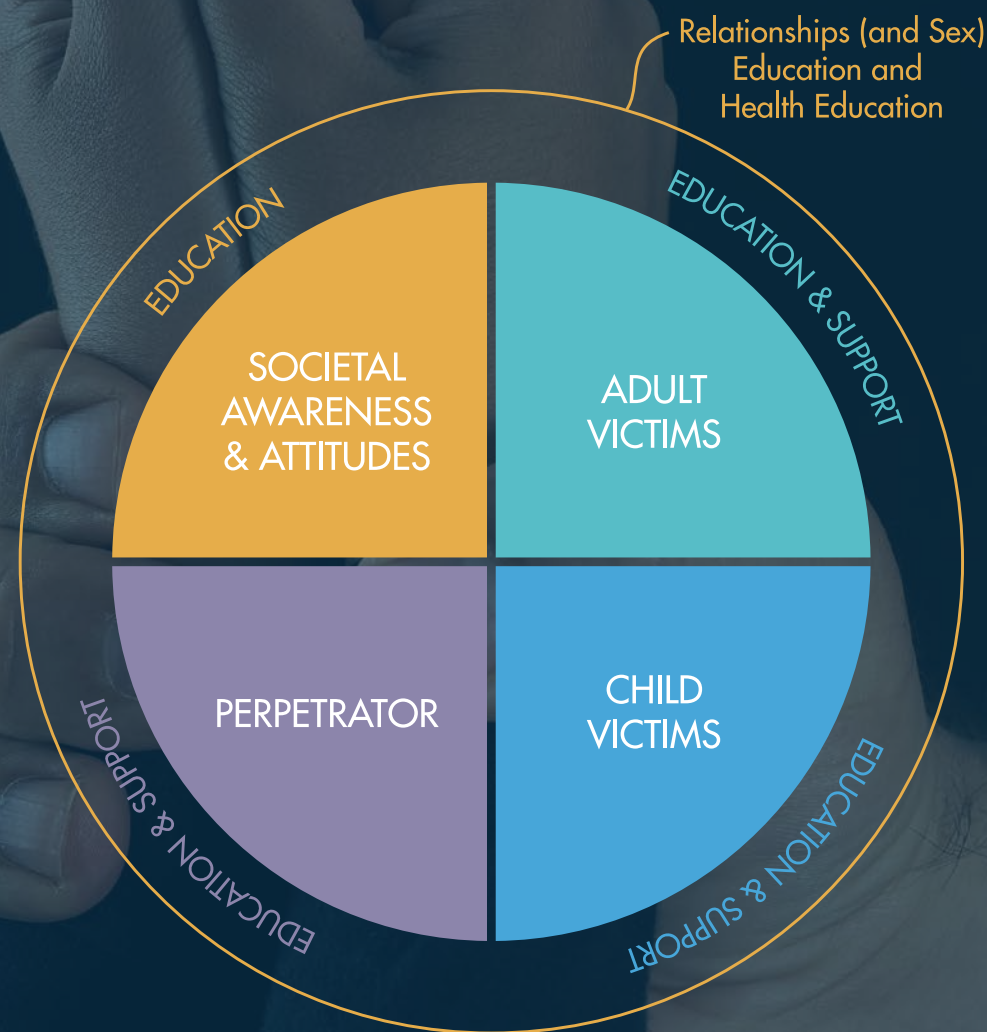 Relationships (and Sex)
Education and
Health Education
EDUCATION
EDUCATION & SUPPORT
SOCIETAL
AWARENESS
& ATTITUDES
ADULT
VICTIMS
PERPETRATOR
CHILD
VICTIMS
EDUCATION & SUPPORT
EDUCATION & SUPPORT